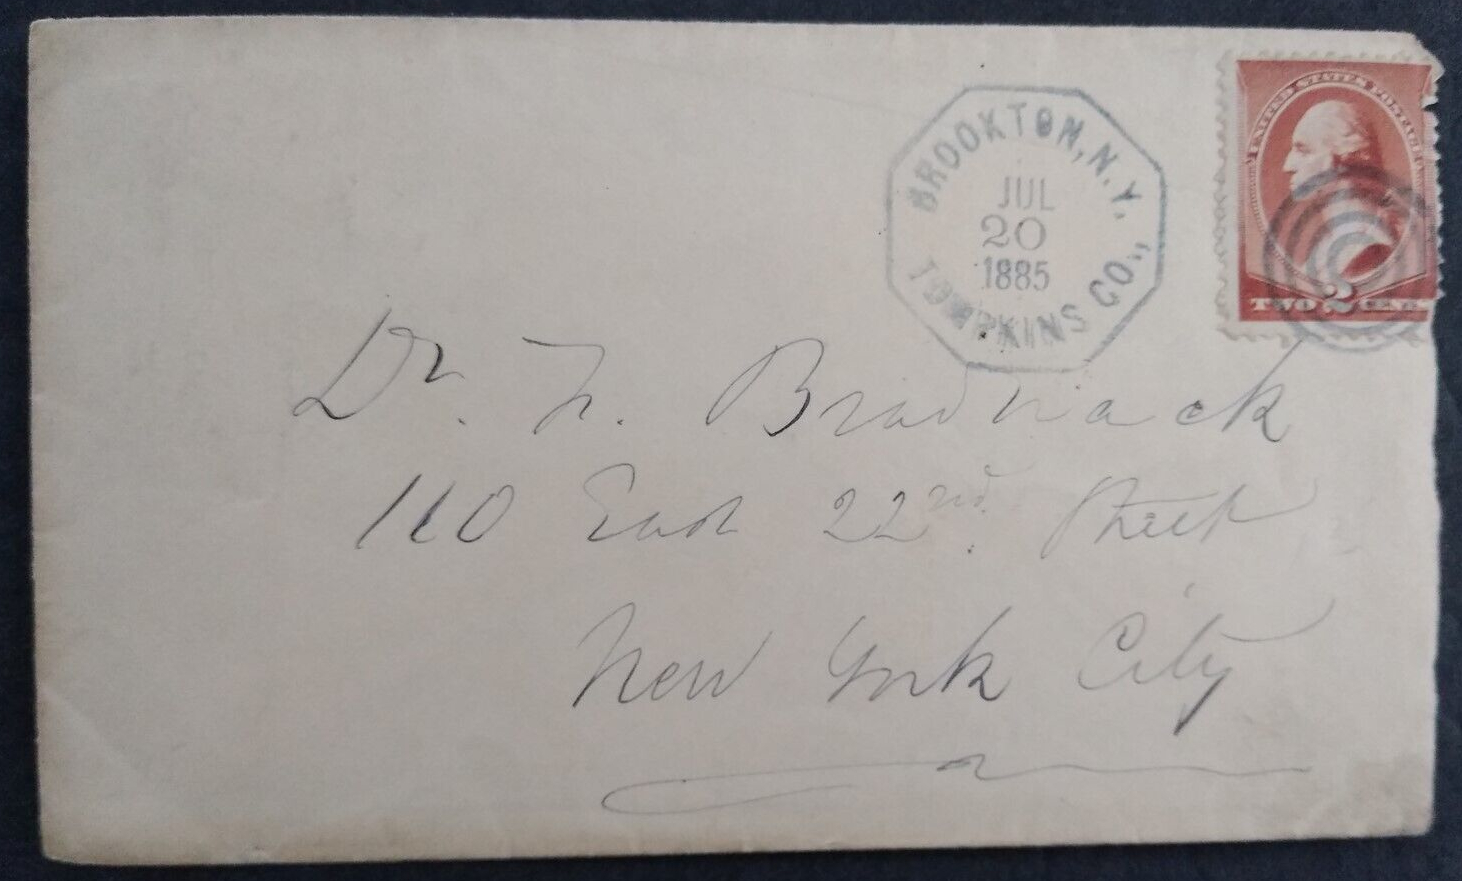 BROOKTON, N.Y.
JUL
20
1885
TOMPKINS CO.,
UNITED STATES POSTAGE
TWO 2 CENTS
Dr. F. Bradnack
110 East 22nd. Street
New York City